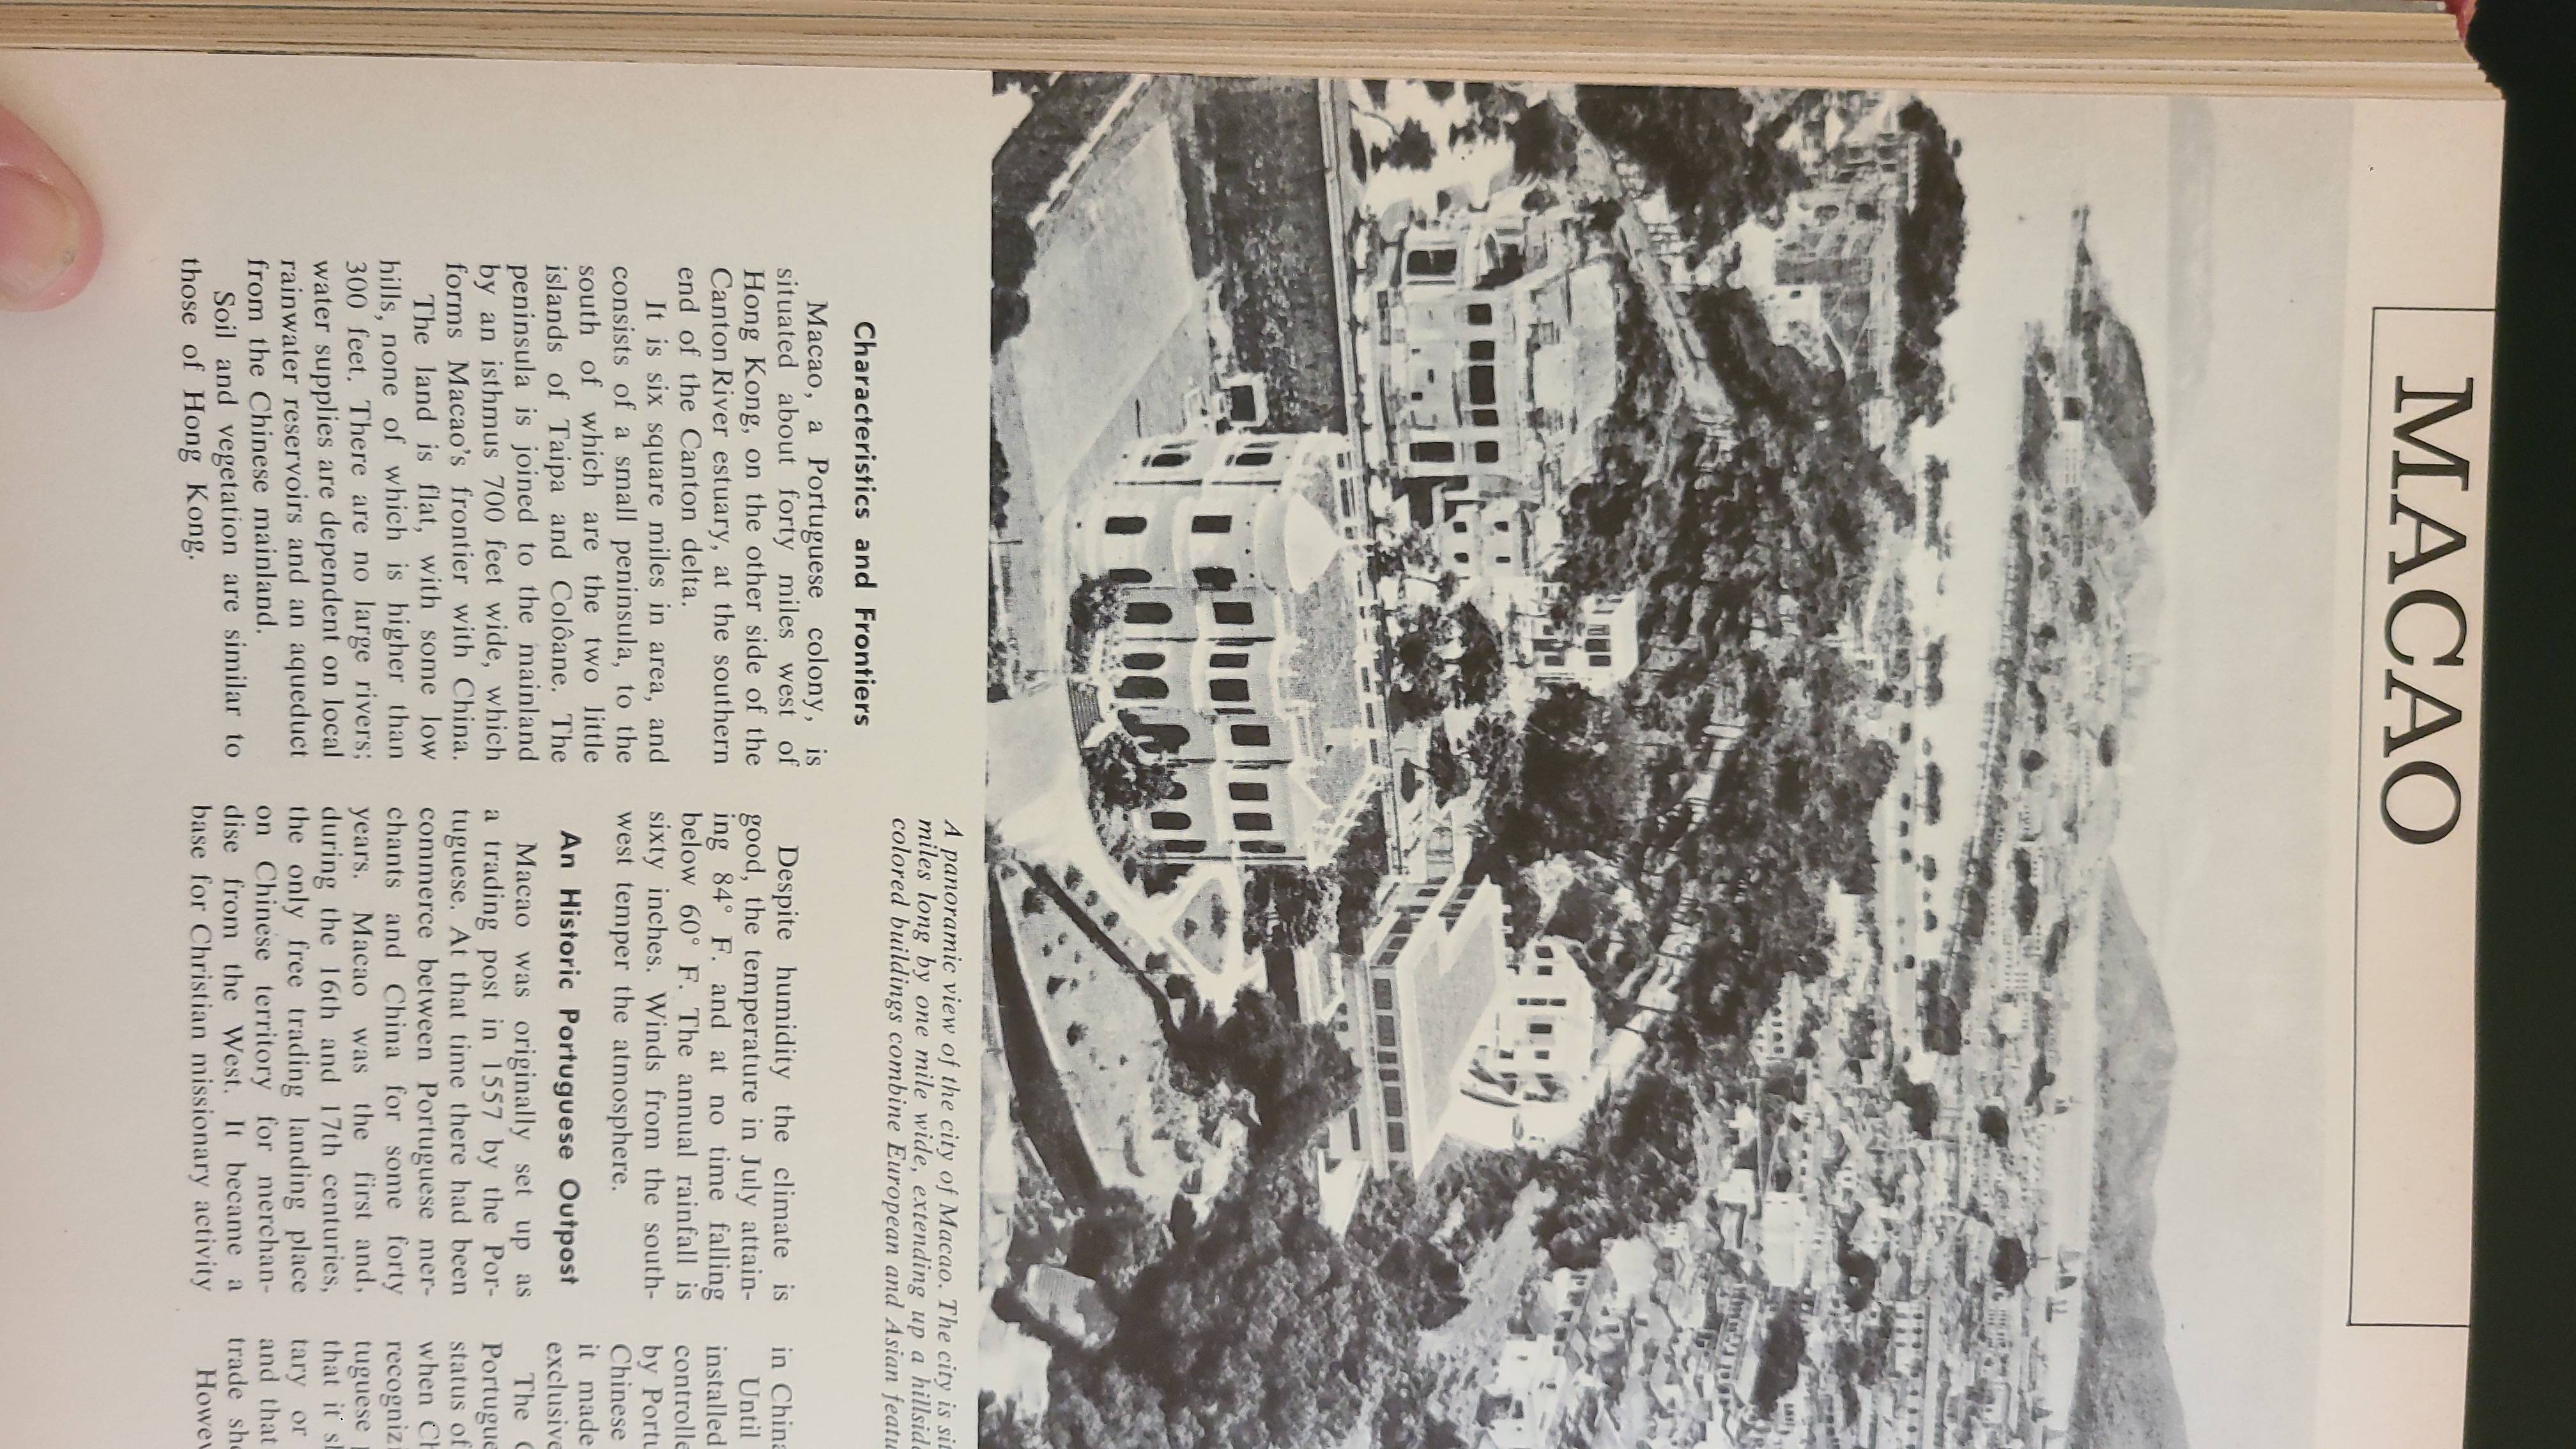 MACAO
A panoramic view of the city of Macao. The city is
miles long by one mile wide, extending up a hillside
colored buildings combine European and Asian
Characteristics and Frontiers
Macao, a Portuguese colony, is
situated about forty miles west of
Hong Kong, on the other side of the
Canton River estuary, at the southern
end of the Canton delta.
It is six square miles in area, and
consists of a small peninsula, to the
south of which are the two little
islands of Taipa and Colôane. The
peninsula is joined to the mainland
by an isthmus 700 feet wide, which
forms Macao's frontier with China.
The land is flat, with some low
hills, none of which is higher than
300 feet. There are no large rivers;
water supplies are dependent on local
rainwater reservoirs and an aqueduct
from the Chinese mainland.
Soil and vegetation are similar to
those of Hong Kong.
Despite humidity the climate is
good, the temperature in July attain-
ing 84° F. and at no time falling
below 60° F. The annual rainfall is
sixty inches. Winds from the south-
west temper the atmosphere.
An Historic Portuguese Outpost
Macao was originally set up as
a trading post in 1557 by the Por-
tuguese. At that time there had been
commerce between Portuguese mer-
chants and China for some forty
years. Macao was the first and,
during the 16th and 17th centuries,
the only free trading landing place
on Chinese territory for merchan-
dise from the West. It became a
base for Christian missionary activity
in China
Until
installed
controlle
by Portu
Chinese
it made
exclusive
The
Portugue
status of
when Ch
recognizi
tuguese
that it sh
tary or
and that
trade sho
Howev